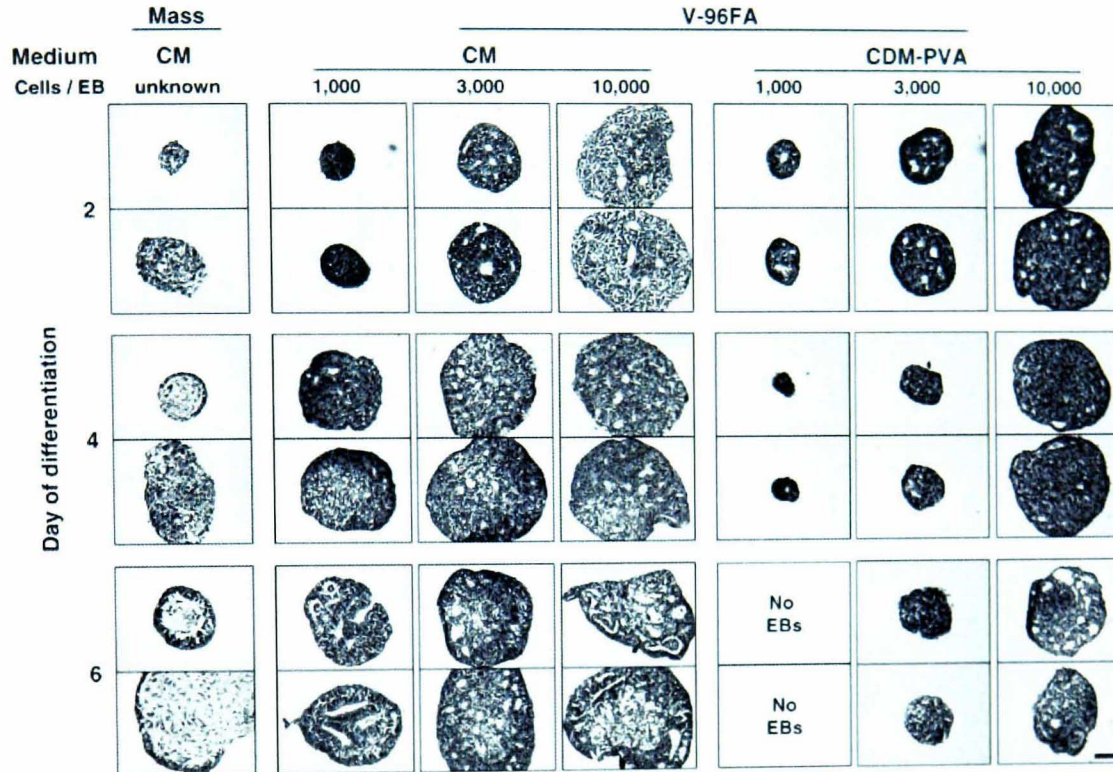 Mass
V-96FA
Medium CM CM CDM-PVA
Cells / EB unknown 1,000 3,000 10,000 1,000 3,000 10,000
2
Day of differentiation
4
No EBs
6
No EBs